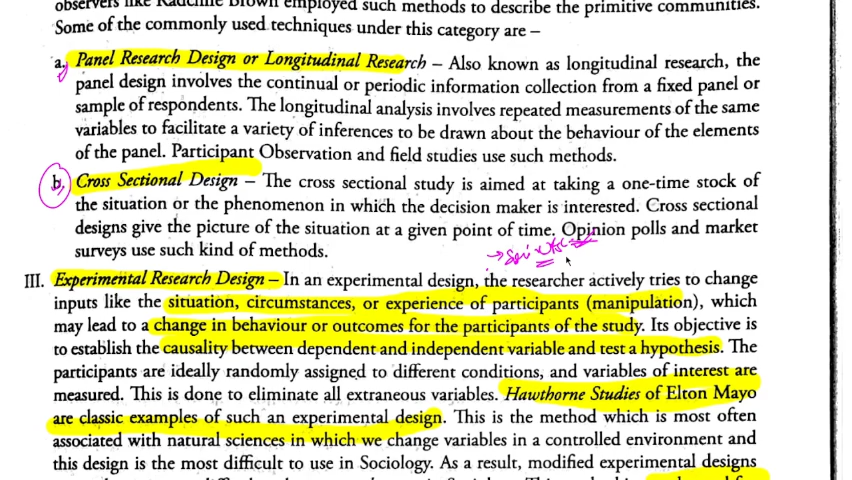 observers like Radcliffe Brown employed such methods to describe the primitive communities.
Some of the commonly used techniques under this category are –
a. Panel Research Design or Longitudinal Research – Also known as longitudinal research, the
panel design involves the continual or periodic information collection from a fixed panel or
sample of respondents. The longitudinal analysis involves repeated measurements of the same
variables to facilitate a variety of inferences to be drawn about the behaviour of the elements
of the panel. Participant Observation and field studies use such methods.
b. Cross Sectional Design – The cross sectional study is aimed at taking a one-time stock of
the situation or the phenomenon in which the decision maker is interested. Cross sectional
designs give the picture of the situation at a given point of time. Opinion polls and market
surveys use such kind of methods.
III. Experimental Research Design – In an experimental design, the researcher actively tries to change
inputs like the situation, circumstances, or experience of participants (manipulation), which
may lead to a change in behaviour or outcomes for the participants of the study. Its objective is
to establish the causality between dependent and independent variable and test a hypothesis. The
participants are ideally randomly assigned to different conditions, and variables of interest are
measured. This is done to eliminate all extraneous variables. Hawthorne Studies of Elton Mayo
are classic examples of such an experimental design. This is the method which is most often
associated with natural sciences in which we change variables in a controlled environment and
this design is the most difficult to use in Sociology. As a result, modified experimental designs